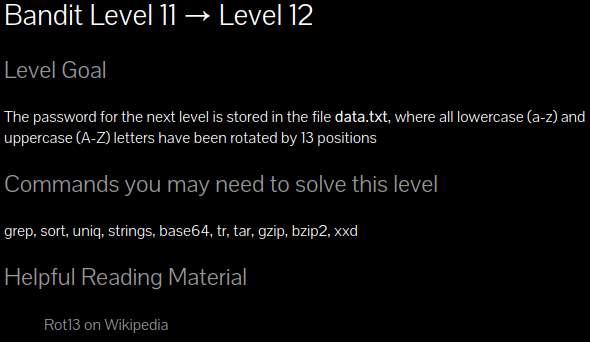 Bandit Level 11 → Level 12
Level Goal
The password for the next level is stored in the file data.txt, where all lowercase (a-z) and
uppercase (A-Z) letters have been rotated by 13 positions
Commands you may need to solve this level
grep, sort, uniq, strings, base64, tr, tar, gzip, bzip2, xxd
Helpful Reading Material
Rot13 on Wikipedia